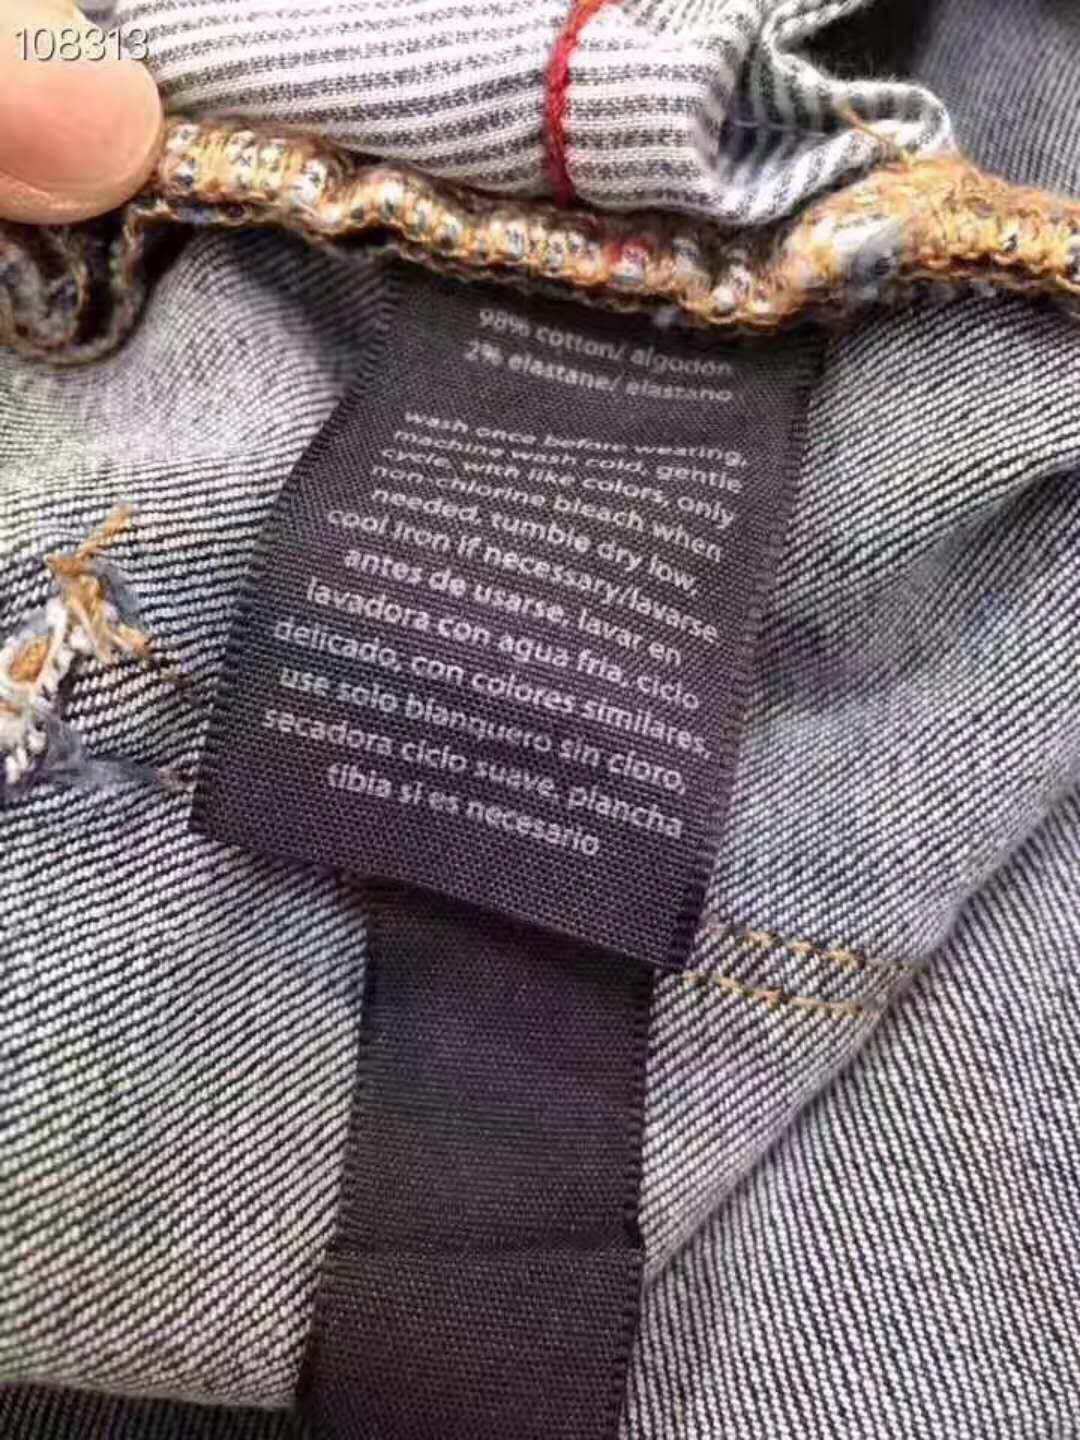 108313
98% cotton/ algodón
2% elastane/ elastano
wash once before wearing,
machine wash cold, gentle
cycle, with like colors, only
non-chlorine bleach when
needed, tumble dry low,
cool iron if necessary/lavarse
antes de usarse, lavar en
lavadora con agua fria, ciclo
delicado, con colores similares,
use solo blanquero sin cloro,
secadora ciclo suave, plancha
tibia si es necesario